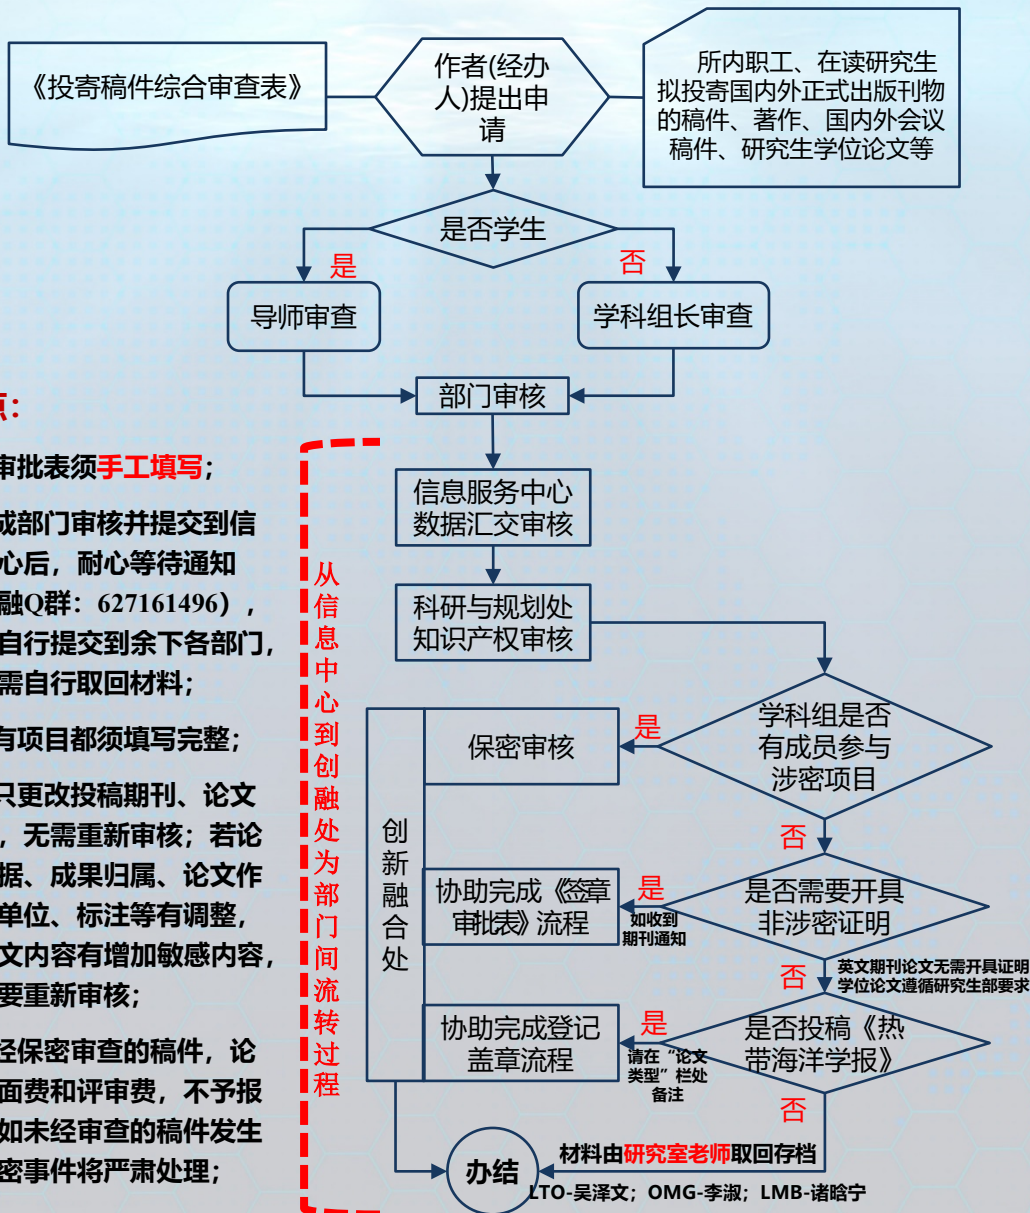 《投寄稿件综合审查表》
作者(经办
人)提出申
请
所内职工、在读研究生
拟投寄国内外正式出版刊物
的稿件、著作、国内外会议
稿件、研究生学位论文等
是否学生
是
否
导师审查
学科组长审查
部门审核
信息服务中心
数据汇交审核
科研与规划处
知识产权审核
学科组是否
有成员参与
涉密项目
是
保密审核
否
创新融合处
是否需要开具
非涉密证明
是
如收到
期刊通知
协助完成《签章
审批表》流程
否
英文期刊论文无需开具证明
学位论文遵循研究生部要求
是否投稿《热
带海洋学报》
是
请在“论文
类型”栏处
备注
协助完成登记
盖章流程
否
材料由研究室老师取回存档
LTO-吴泽文；OMG-李淑；LMB-诸晗宁
办结
从信息中心到创融处为部门间流转过程
点：
审批表须手工填写；
成部门审核并提交到信
心后，耐心等待通知
融Q群：627161496），
自行提交到余下各部门，
需自行取回材料；
有项目都须填写完整；
只更改投稿期刊、论文
，无需重新审核；若论
据、成果归属、论文作
单位、标注等有调整，
文内容有增加敏感内容，
要重新审核；
经保密审查的稿件，论
面费和评审费，不予报
如未经审查的稿件发生
密事件将严肃处理；